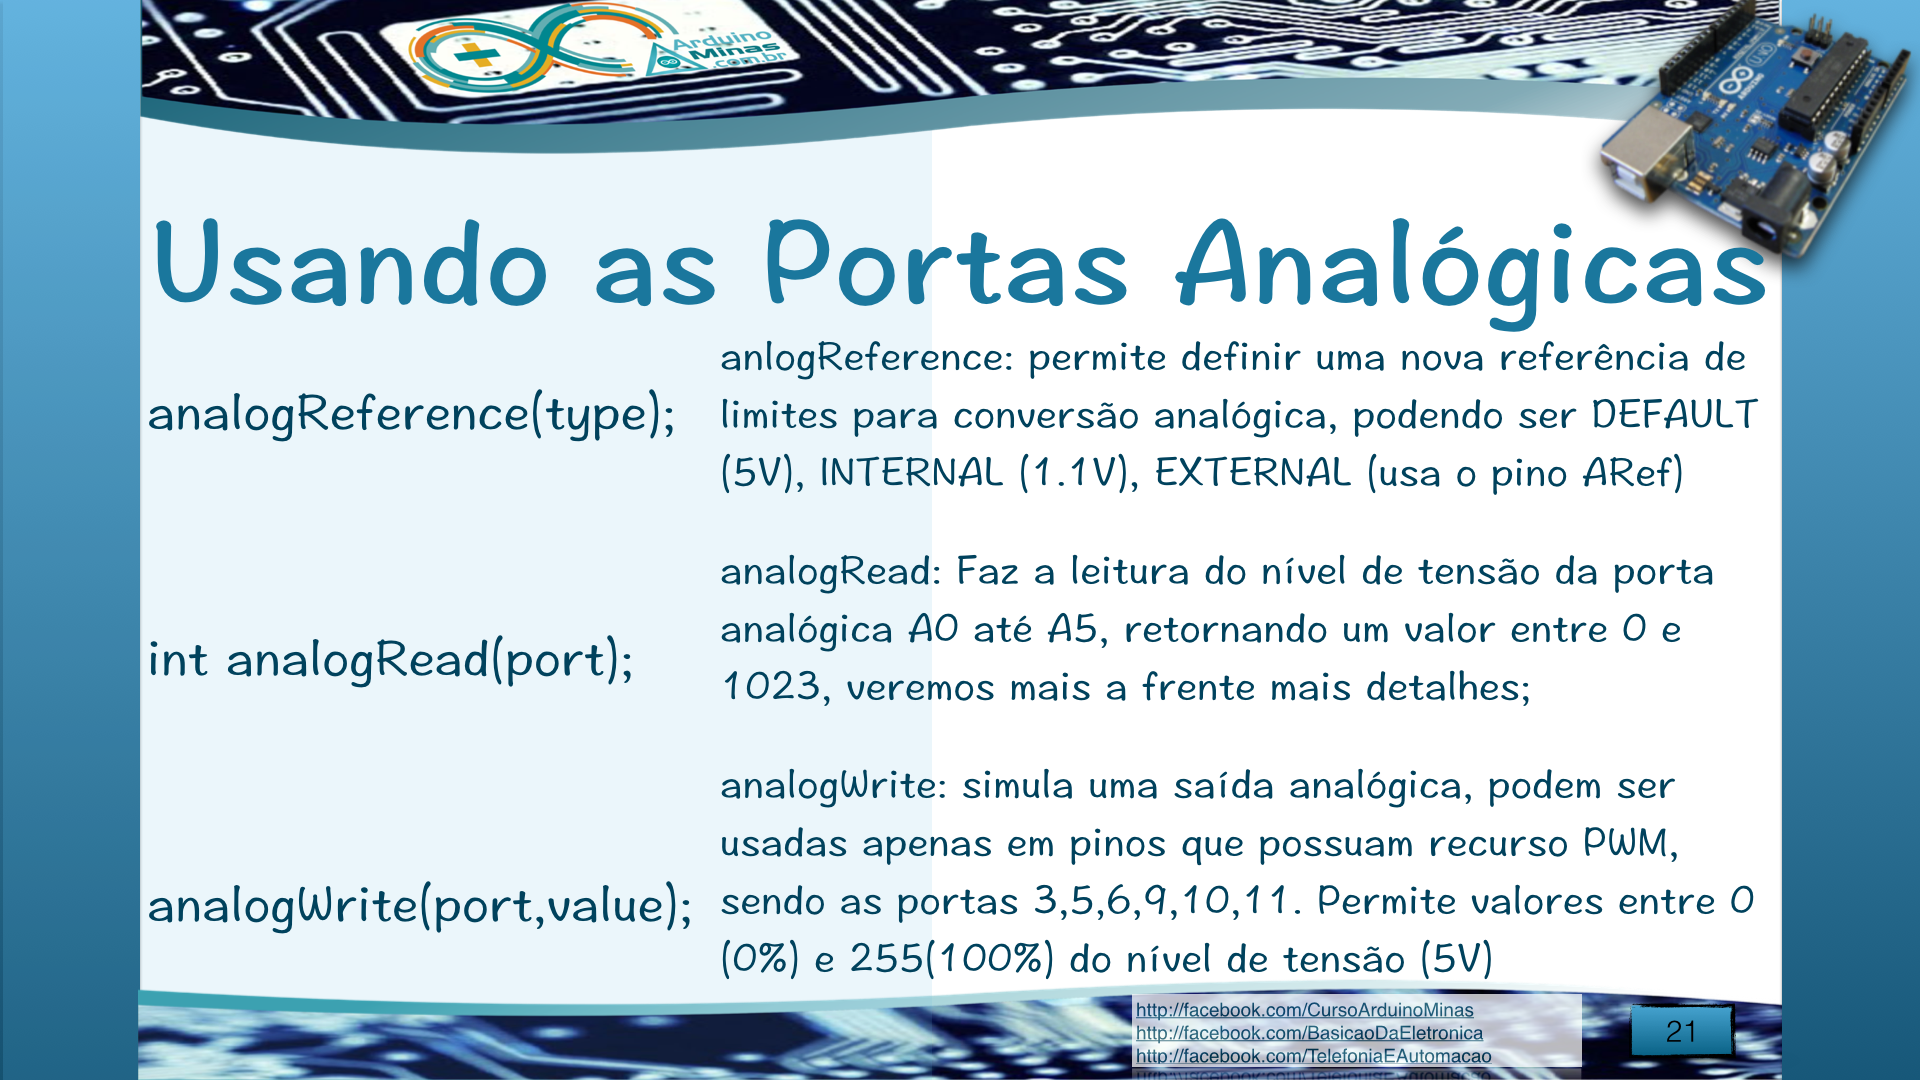 Arduino
Minas
.com.br
UNO
Usando as Portas Analógicas
analogReference(type);
anlogReference: permite definir uma nova referência de
limites para conversão analógica, podendo ser DEFAULT
(5V), INTERNAL (1.1V), EXTERNAL (usa o pino ARef)
int analogRead(port);
analogRead: Faz a leitura do nível de tensão da porta
analógica A0 até A5, retornando um valor entre 0 e
1023, veremos mais a frente mais detalhes;
analogWrite(port,value);
analogWrite: simula uma saída analógica, podem ser
usadas apenas em pinos que possuam recurso PWM,
sendo as portas 3,5,6,9,10,11. Permite valores entre 0
(0%) e 255(100%) do nível de tensão (5V)
http://facebook.com/CursoArduinoMinas
http://facebook.com/BasicaoDaEletronica
http://facebook.com/TelefoniaEAutomacao
21